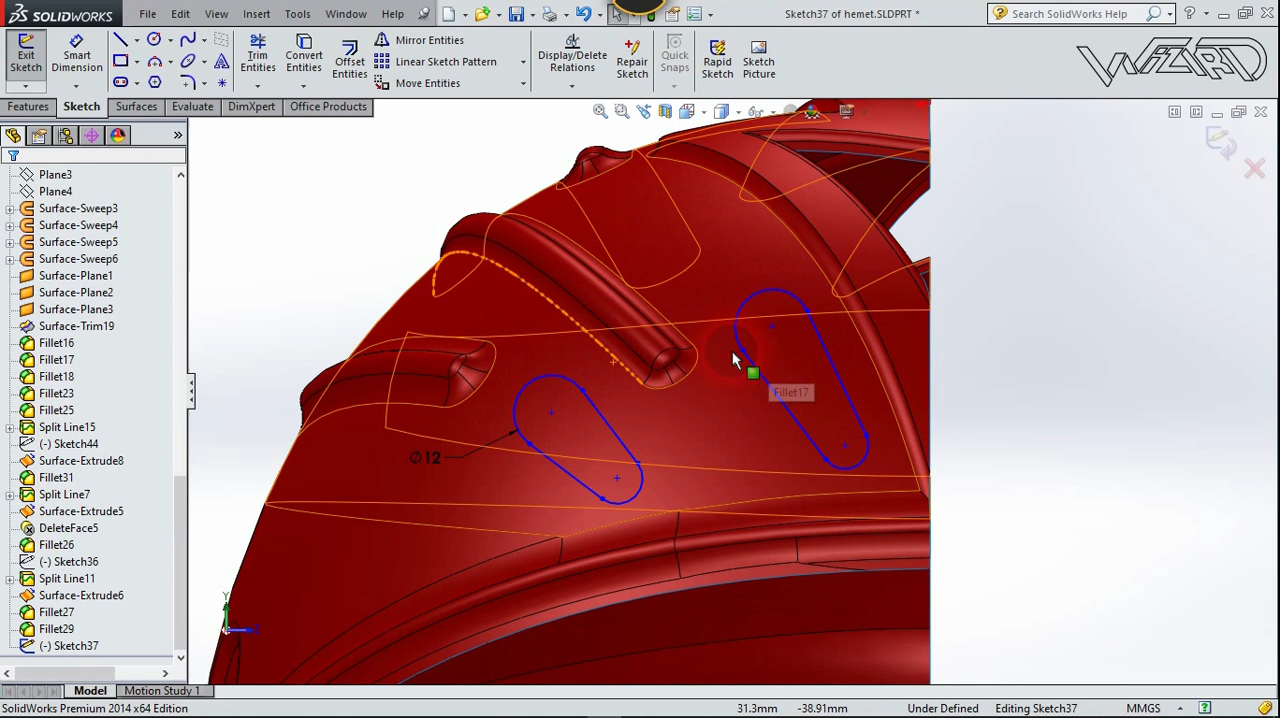 SOLIDWORKS File Edit View Insert Tools Window Help Sketch37 of hemet.SLDPRT * Search SolidWorks Help
Exit Sketch
Smart Dimension
Trim Entities
Convert Entities
Offset Entities
Mirror Entities
Linear Sketch Pattern
Move Entities
Display/Delete Relations
Repair Sketch
Quick Snaps
Rapid Sketch
Sketch Picture
WIZARD
Features Sketch Surfaces Evaluate DimXpert Office Products
Plane3
Plane4
Surface-Sweep3
Surface-Sweep4
Surface-Sweep5
Surface-Sweep6
Surface-Plane1
Surface-Plane2
Surface-Plane3
Surface-Trim19
Fillet16
Fillet17
Fillet18
Fillet23
Fillet25
Split Line15
(-) Sketch44
Surface-Extrude8
Fillet31
Split Line7
Surface-Extrude5
DeleteFace5
Fillet26
(-) Sketch36
Split Line11
Surface-Extrude6
Fillet27
Fillet29
(-) Sketch37
Fillet17
Ø12
Y
Model Motion Study 1
SolidWorks Premium 2014 x64 Edition 31.3mm -38.91mm Under Defined Editing Sketch37 MMGS